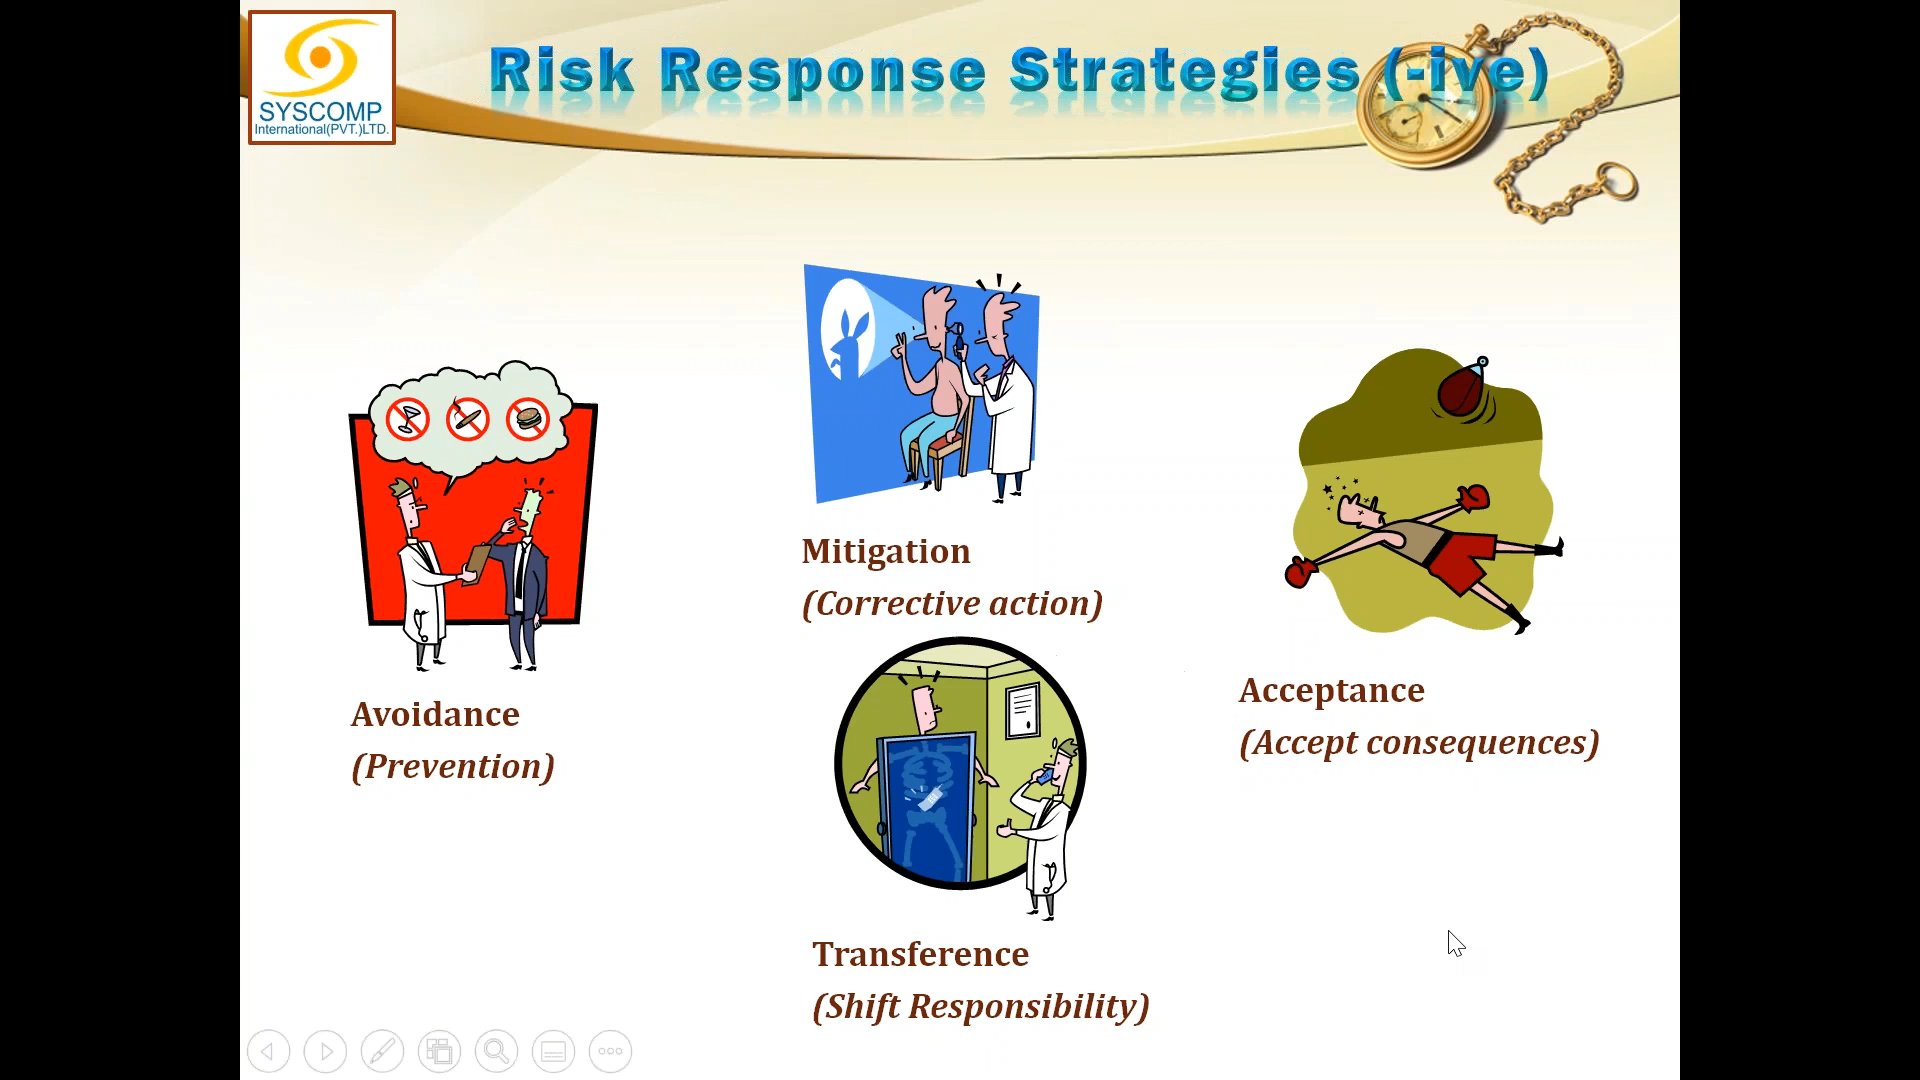 SYSCOMP
International(PVT.)LTD.
Risk Response Strategies (-ive)
Mitigation
(Corrective action)
Avoidance
(Prevention)
Acceptance
(Accept consequences)
Transference
(Shift Responsibility)